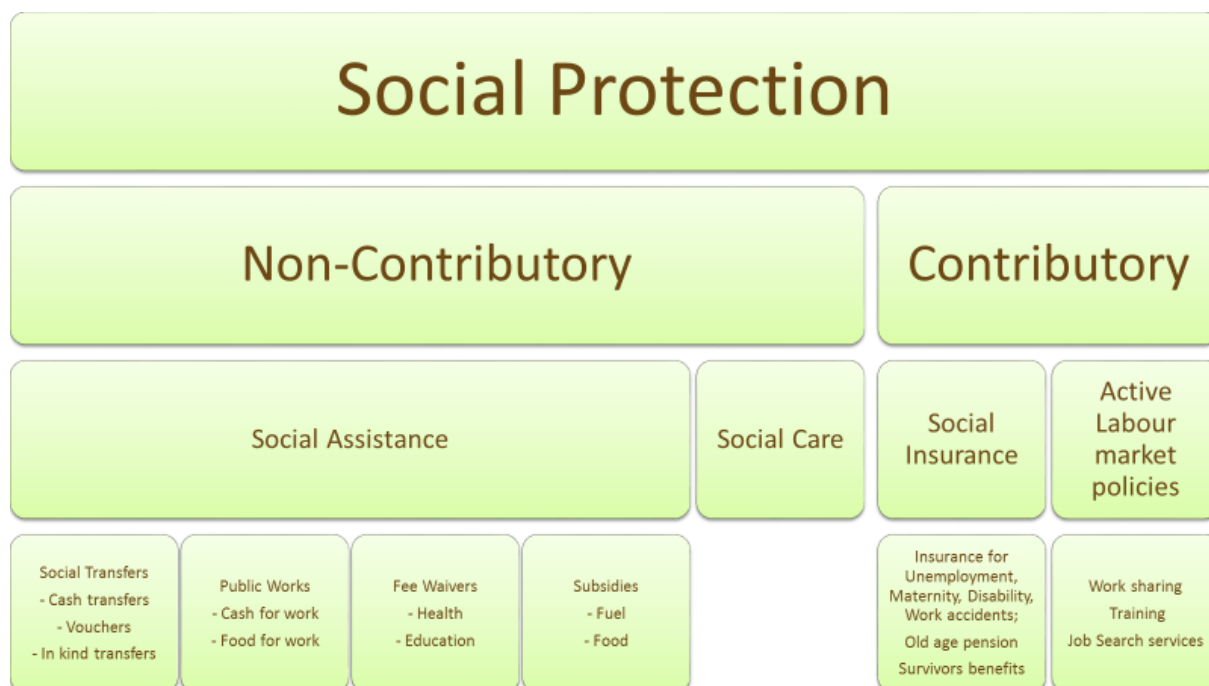 Social Protection
Non-Contributory
Contributory
Social Assistance
Social Care
Social
Insurance
Active
Labour
market
policies
Social Transfers
- Cash transfers
- Vouchers
- In kind transfers
Public Works
- Cash for work
- Food for work
Fee Waivers
- Health
- Education
Subsidies
- Fuel
- Food
Insurance for
Unemployment,
Maternity, Disability,
Work accidents;
Old age pension
Survivors benefits
Work sharing
Training
Job Search services